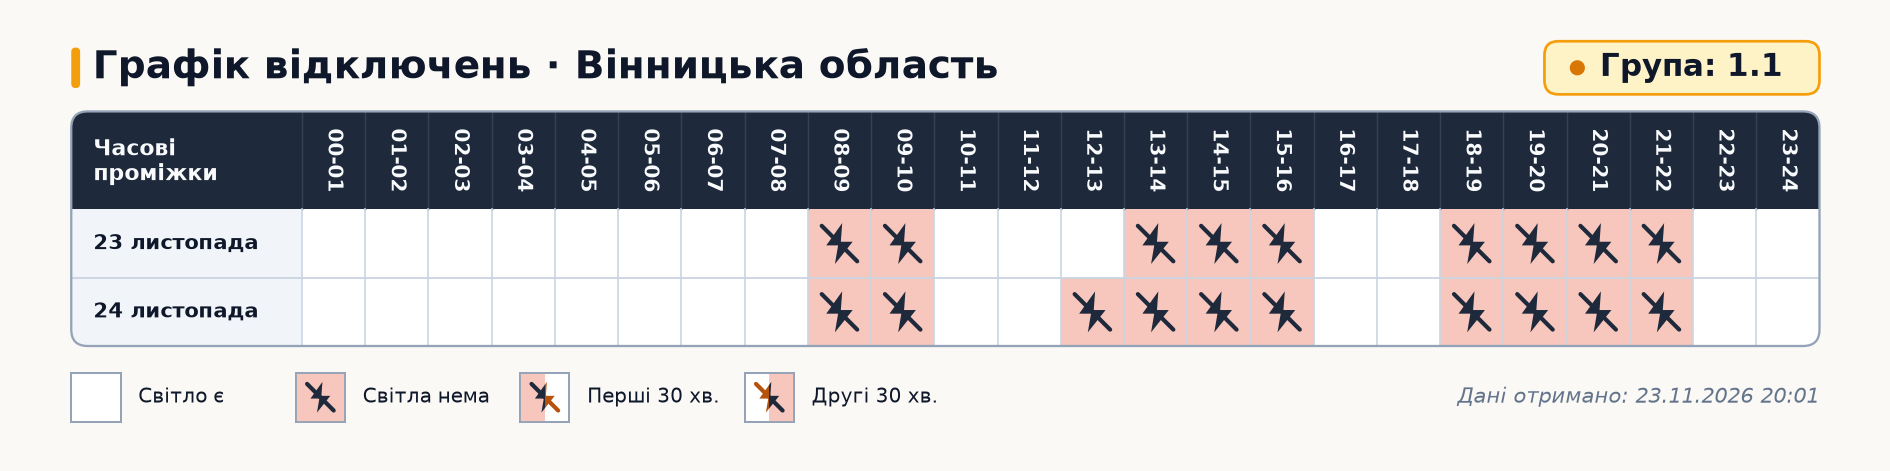 Графік відключень · Вінницька область
Група: 1.1
Часові
проміжки
00-01
01-02
02-03
03-04
04-05
05-06
06-07
07-08
08-09
09-10
10-11
11-12
12-13
13-14
14-15
15-16
16-17
17-18
18-19
19-20
20-21
21-22
22-23
23-24
23 листопада
24 листопада
Світло є
Світла нема
Перші 30 хв.
Другі 30 хв.
Дані отримано: 23.11.2026 20:01